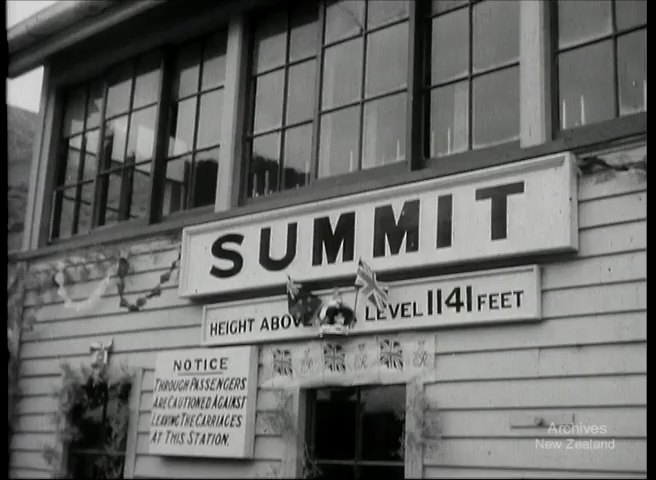 SUMMIT
HEIGHT ABOVE LEVEL 1141 FEET
NOTICE
THROUGH PASSENGERS
ARE CAUTIONED AGAINST
LEAVING THE CARRIAGES
AT THIS STATION.
Archives
New Zealand